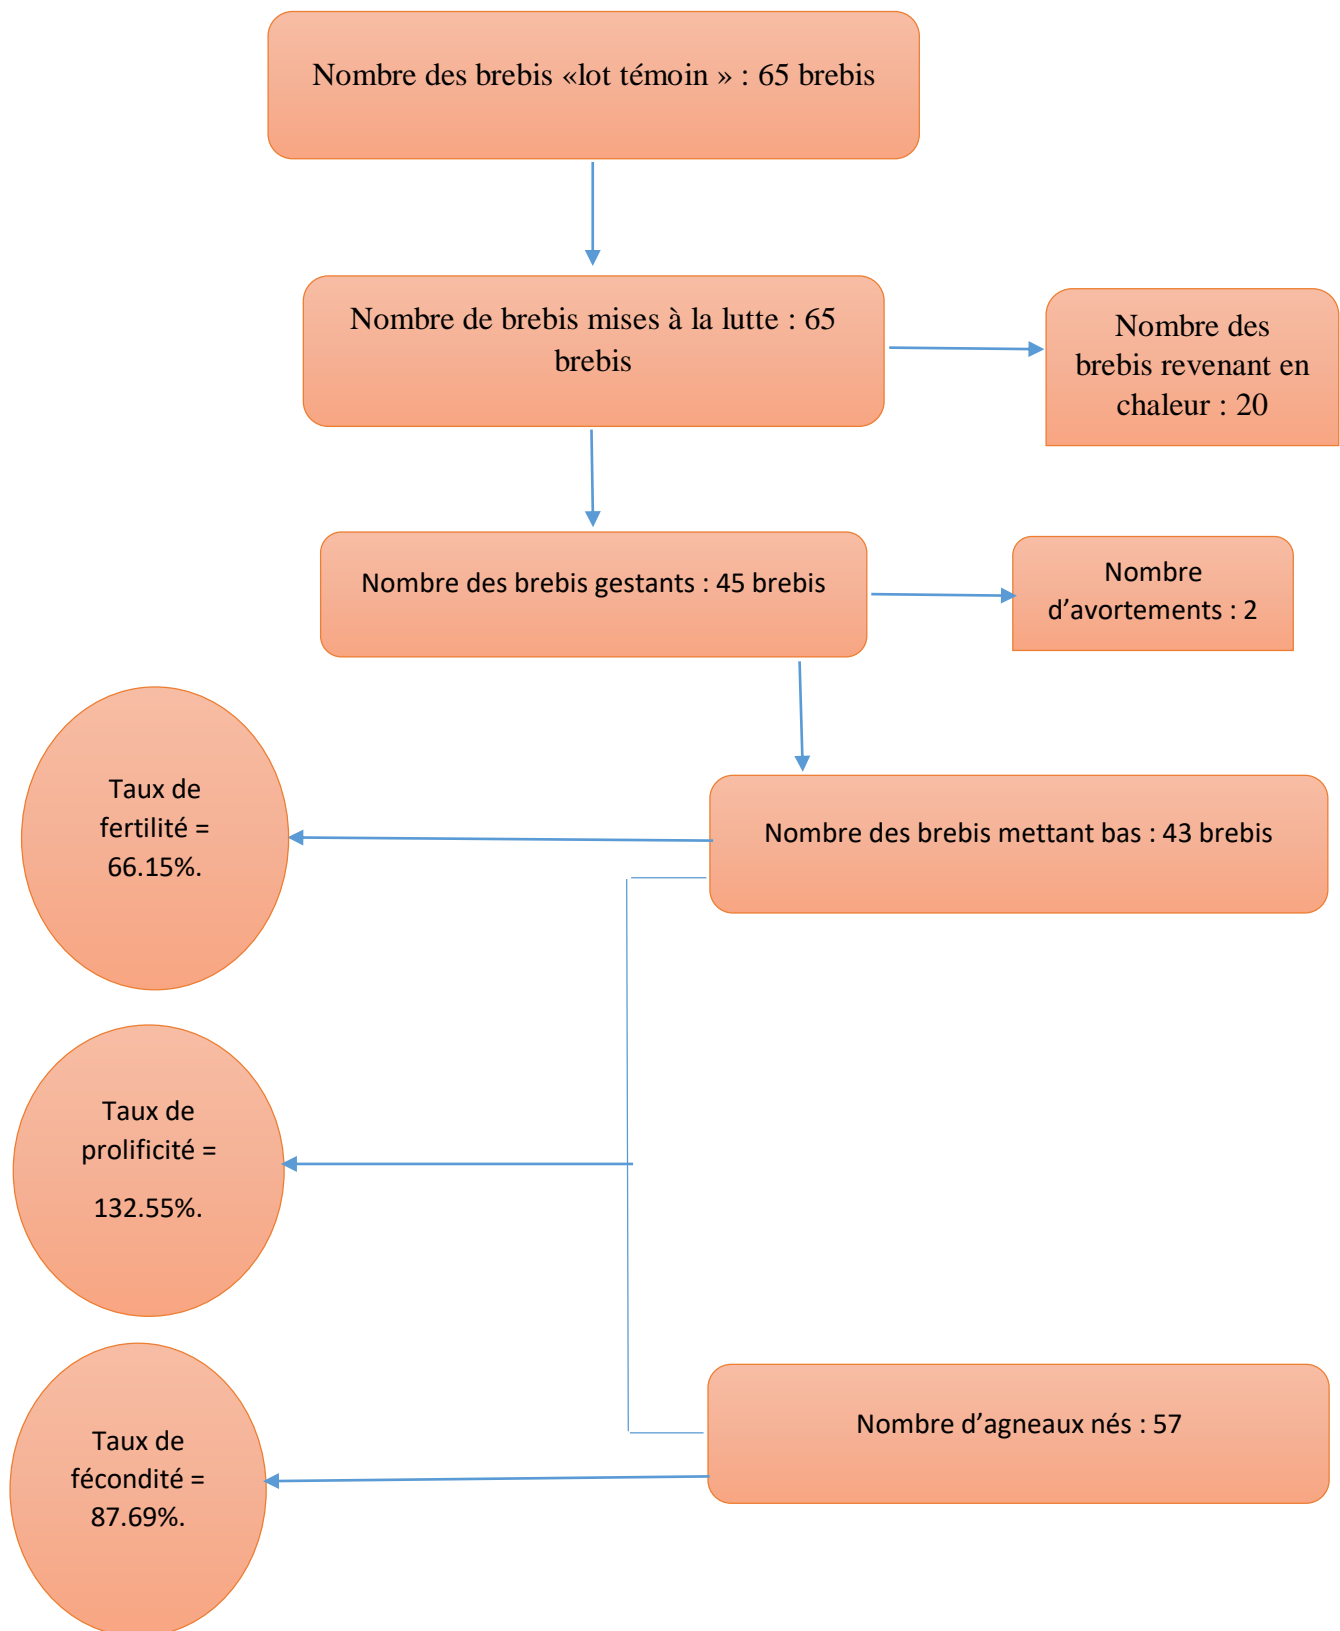 Nombre des brebis «lot témoin » : 65 brebis
Nombre de brebis mises à la lutte : 65
brebis
Nombre des
brebis revenant en
chaleur : 20
Nombre des brebis gestants : 45 brebis
Nombre
d’avortements : 2
Taux de
fertilité =
66.15%.
Nombre des brebis mettant bas : 43 brebis
Taux de
prolificité =
132.55%.
Nombre d’agneaux nés : 57
Taux de
fécondité =
87.69%.